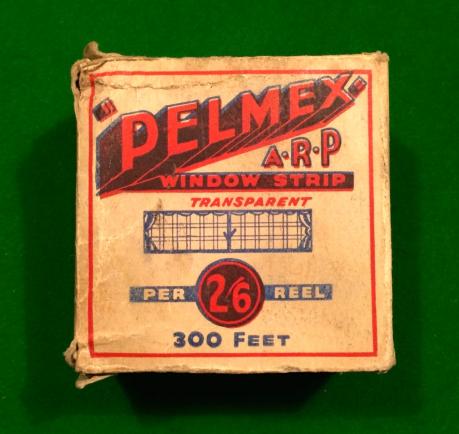 PELMEX
A·R·P
WINDOW STRIP
TRANSPARENT
PER 2/6 REEL
300 FEET